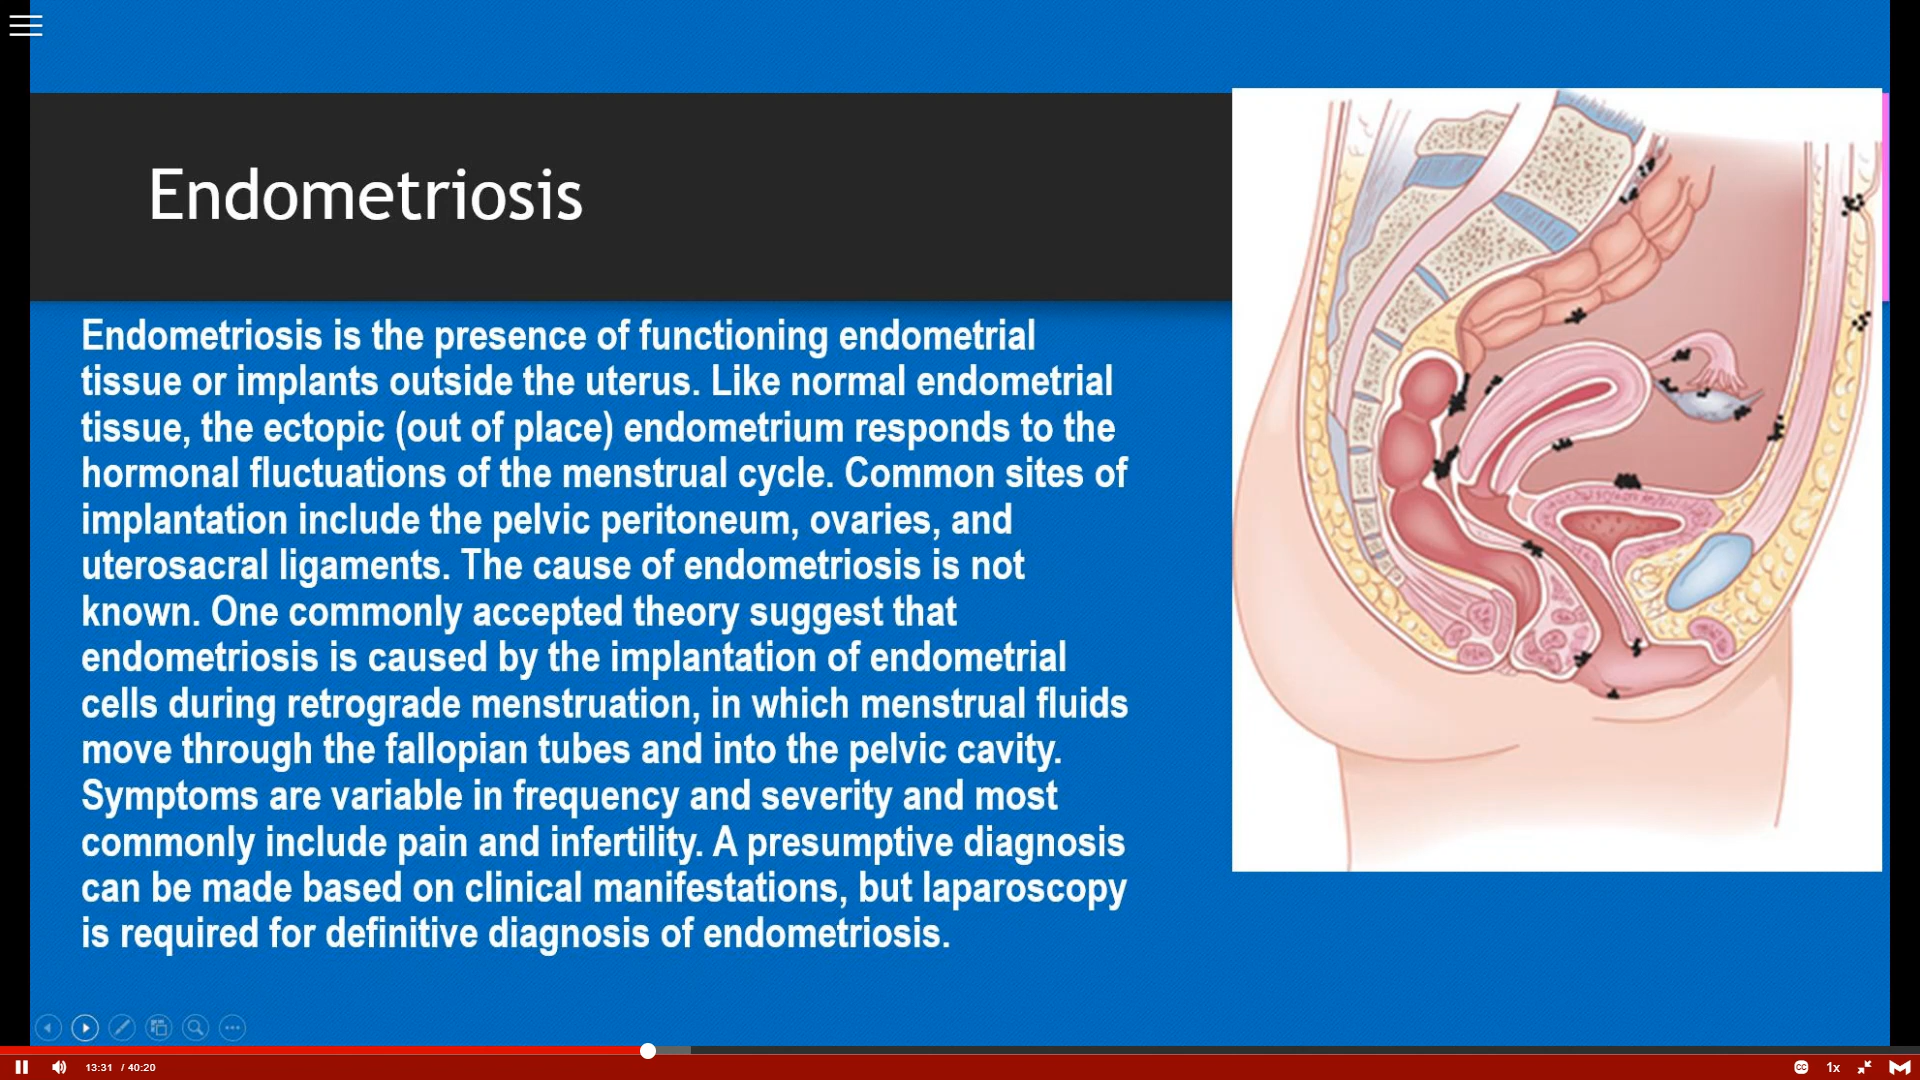 Endometriosis
Endometriosis is the presence of functioning endometrial
tissue or implants outside the uterus. Like normal endometrial
tissue, the ectopic (out of place) endometrium responds to the
hormonal fluctuations of the menstrual cycle. Common sites of
implantation include the pelvic peritoneum, ovaries, and
uterosacral ligaments. The cause of endometriosis is not
known. One commonly accepted theory suggest that
endometriosis is caused by the implantation of endometrial
cells during retrograde menstruation, in which menstrual fluids
move through the fallopian tubes and into the pelvic cavity.
Symptoms are variable in frequency and severity and most
commonly include pain and infertility. A presumptive diagnosis
can be made based on clinical manifestations, but laparoscopy
is required for definitive diagnosis of endometriosis.
13:31 / 40:20
CC
1x